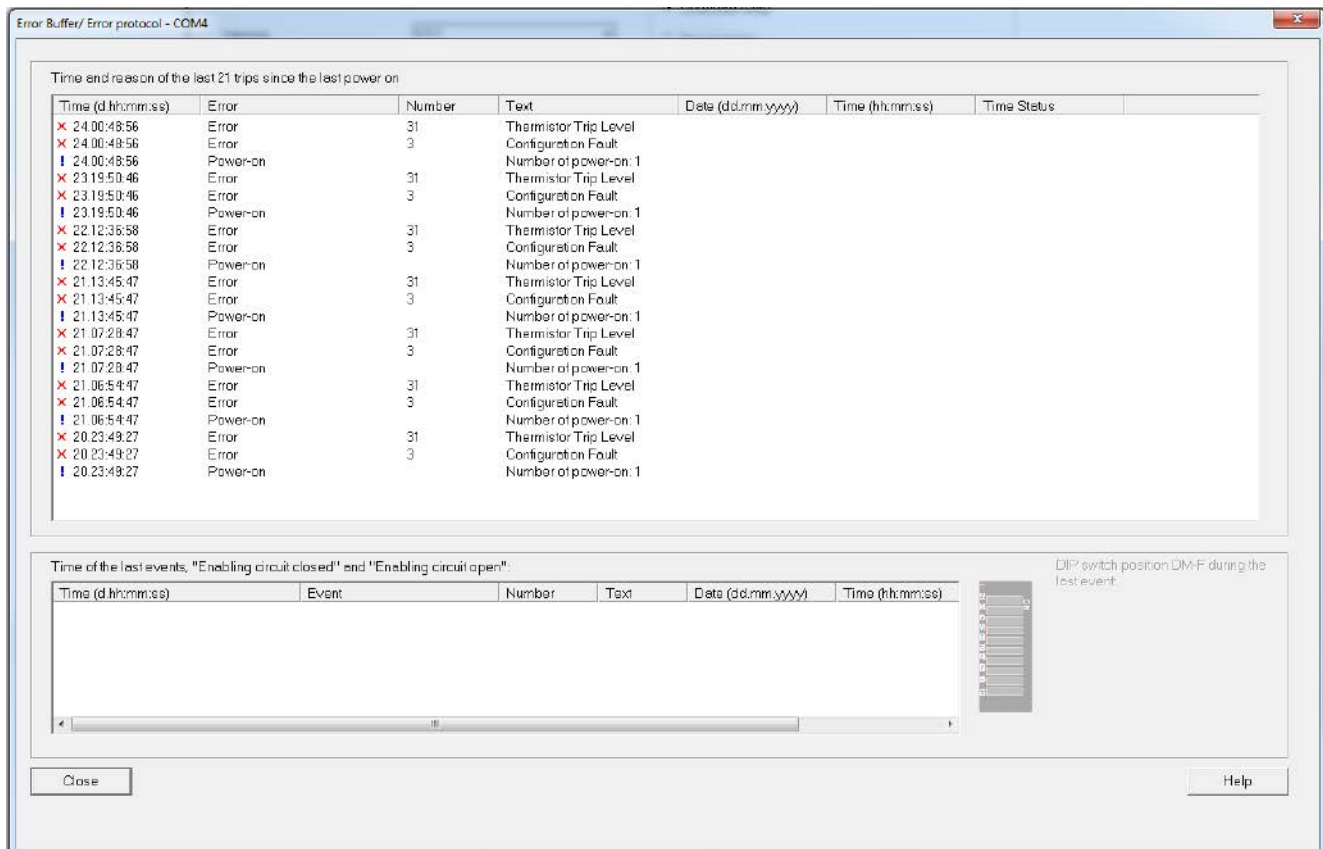 Error Buffer/ Error protocol - COM4
Time and reason of the last 21 trips since the last power on
Time (d.hh:mm:ss) Error Number Text Date (dd.mm.yyyy) Time (hh:mm:ss) Time Status
24.00:48:56 Error 31 Thermistor Trip Level
24.00:48:56 Error 3 Configuration Fault
! 24.00:48:56 Power-on Number of power-on: 1
23.19:50:46 Error 31 Thermistor Trip Level
23.19:50:46 Error 3 Configuration Fault
! 23.19:50:46 Power-on Number of power-on: 1
22.12:36:58 Error 31 Thermistor Trip Level
22.12:36:58 Error 3 Configuration Fault
! 22.12:36:58 Power-on Number of power-on: 1
21.13:45:47 Error 31 Thermistor Trip Level
21.13:45:47 Error 3 Configuration Fault
! 21.13:45:47 Power-on Number of power-on: 1
21.07:28:47 Error 31 Thermistor Trip Level
21.07:28:47 Error 3 Configuration Fault
! 21.07:28:47 Power-on Number of power-on: 1
21.06:54:47 Error 31 Thermistor Trip Level
21.06:54:47 Error 3 Configuration Fault
! 21.06:54:47 Power-on Number of power-on: 1
20.23:49:27 Error 31 Thermistor Trip Level
20.23:49:27 Error 3 Configuration Fault
! 20.23:49:27 Power-on Number of power-on: 1
Time of the last events, "Enabling circuit closed" and "Enabling circuit open":
DIP switch position DM-F during the
last event:
Time (d.hh:mm:ss) Event Number Text Date (dd.mm.yyyy) Time (hh:mm:ss)
Close
Help